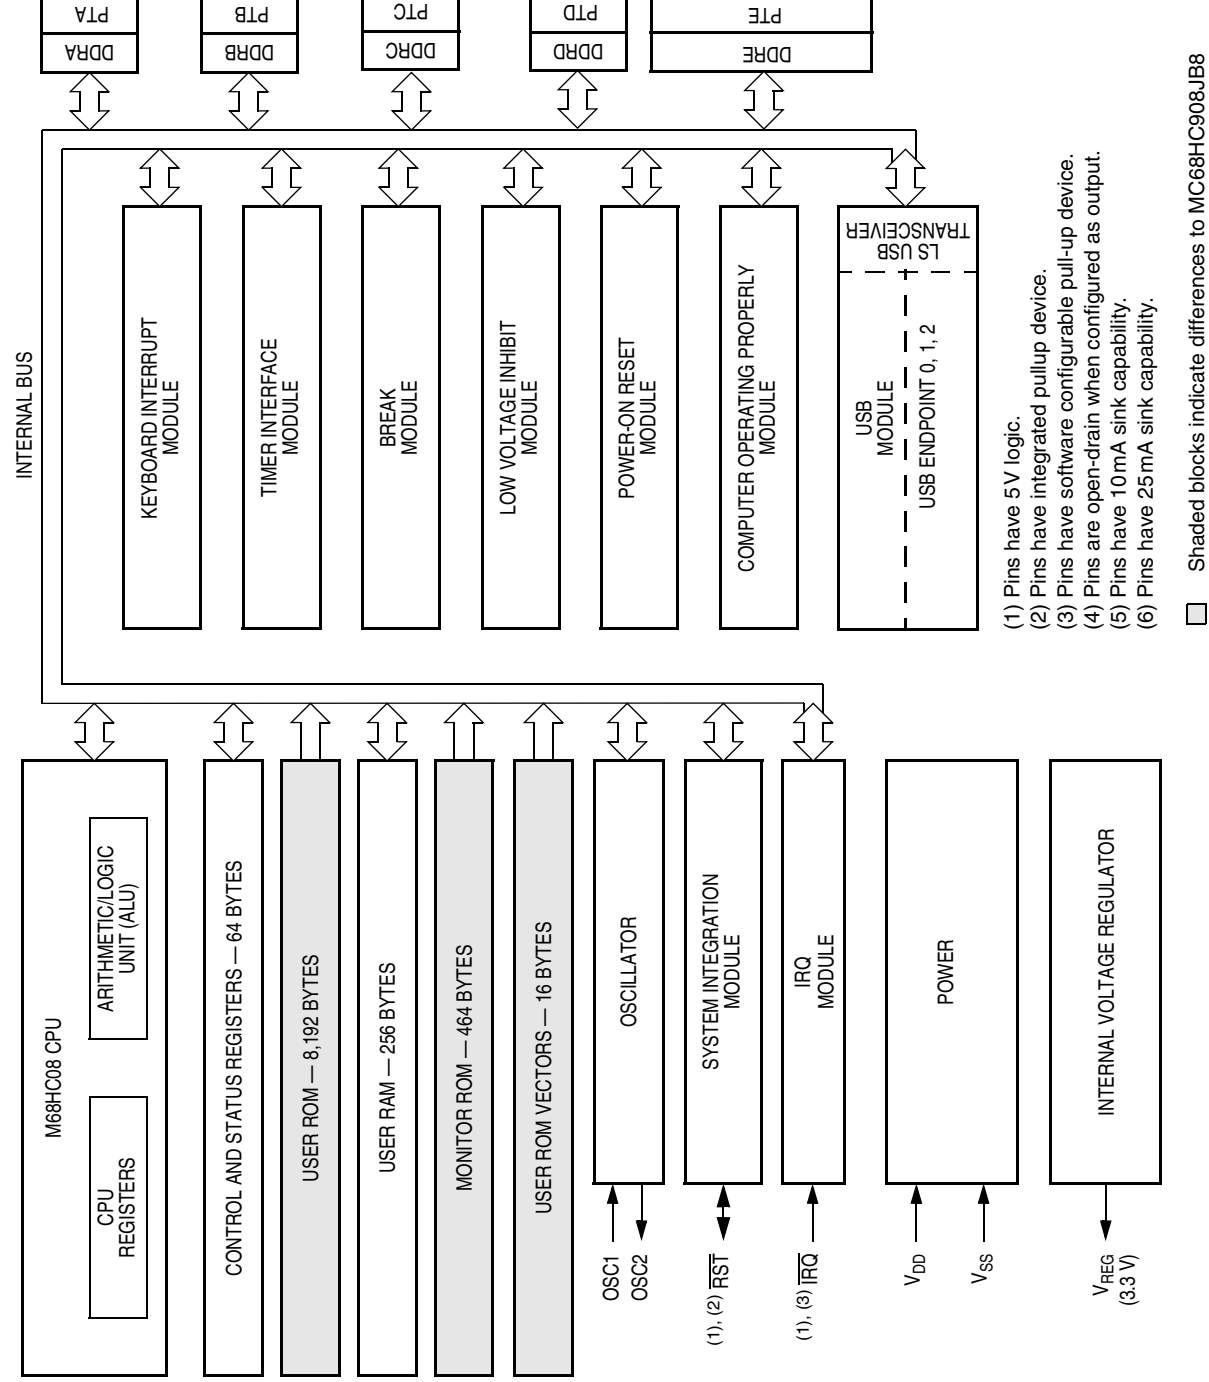 PTA
DDRA
PTB
DDRB
PTC
DDRC
PTD
DDRD
PTE
DDRE
INTERNAL BUS
KEYBOARD INTERRUPT
MODULE
TIMER INTERFACE
MODULE
BREAK
MODULE
LOW VOLTAGE INHIBIT
MODULE
POWER-ON RESET
MODULE
COMPUTER OPERATING PROPERLY
MODULE
USB
MODULE
USB ENDPOINT 0, 1, 2
LS USB
TRANSCEIVER
M68HC08 CPU
CPU
REGISTERS
ARITHMETIC/LOGIC
UNIT (ALU)
CONTROL AND STATUS REGISTERS — 64 BYTES
USER ROM — 8,192 BYTES
USER RAM — 256 BYTES
MONITOR ROM — 464 BYTES
USER ROM VECTORS — 16 BYTES
OSC1
OSC2
OSCILLATOR
(1), (2) RST
SYSTEM INTEGRATION
MODULE
(1), (3) IRQ
IRQ
MODULE
VDD
VSS
POWER
VREG
(3.3 V)
INTERNAL VOLTAGE REGULATOR
(1) Pins have 5V logic.
(2) Pins have integrated pullup device.
(3) Pins have software configurable pull-up device.
(4) Pins are open-drain when configured as output.
(5) Pins have 10mA sink capability.
(6) Pins have 25mA sink capability.
Shaded blocks indicate differences to MC68HC908JB8